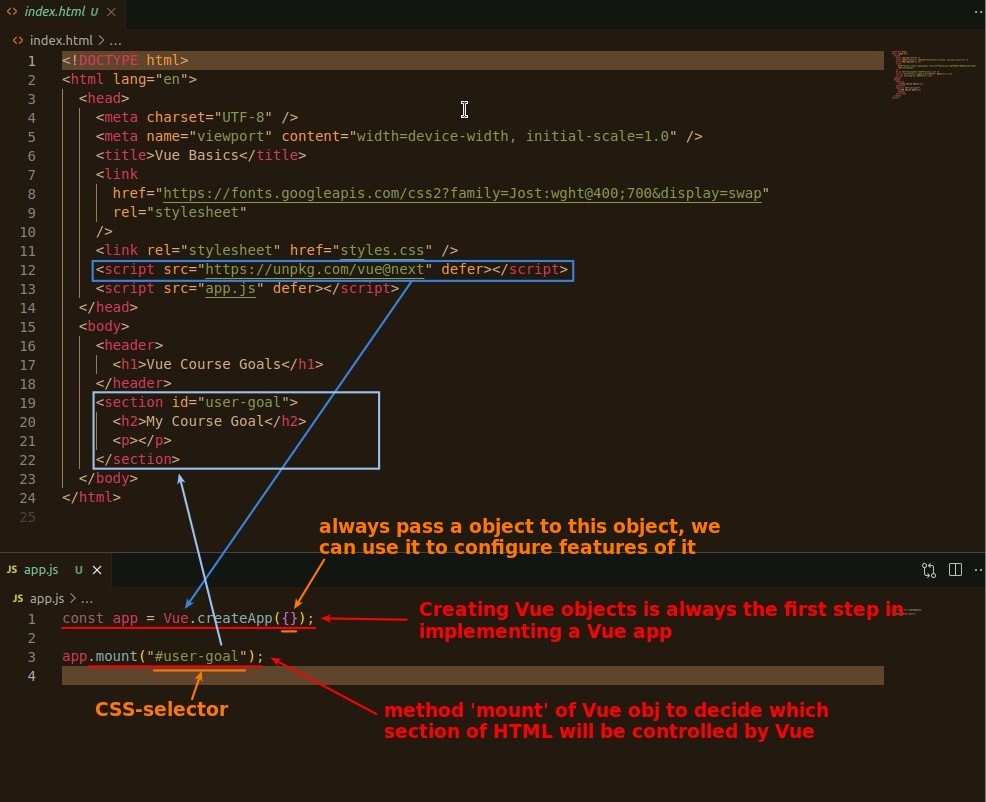 index.html U
index.html > ...
1 <!DOCTYPE html>
2 <html lang="en">
3 <head>
4 <meta charset="UTF-8" />
5 <meta name="viewport" content="width=device-width, initial-scale=1.0" />
6 <title>Vue Basics</title>
7 <link
8 href="https://fonts.googleapis.com/css2?family=Jost:wght@400;700&display=swap"
9 rel="stylesheet"
10 />
11 <link rel="stylesheet" href="styles.css" />
12 <script src="https://unpkg.com/vue@next" defer></script>
13 <script src="app.js" defer></script>
14 </head>
15 <body>
16 <header>
17 <h1>Vue Course Goals</h1>
18 </header>
19 <section id="user-goal">
20 <h2>My Course Goal</h2>
21 <p></p>
22 </section>
23 </body>
24 </html>
25
always pass a object to this object, we
can use it to configure features of it
JS app.js U
JS app.js > ...
1 const app = Vue.createApp({});
Creating Vue objects is always the first step in
implementing a Vue app
2
3 app.mount("#user-goal");
4
CSS-selector
method 'mount' of Vue obj to decide which
section of HTML will be controlled by Vue